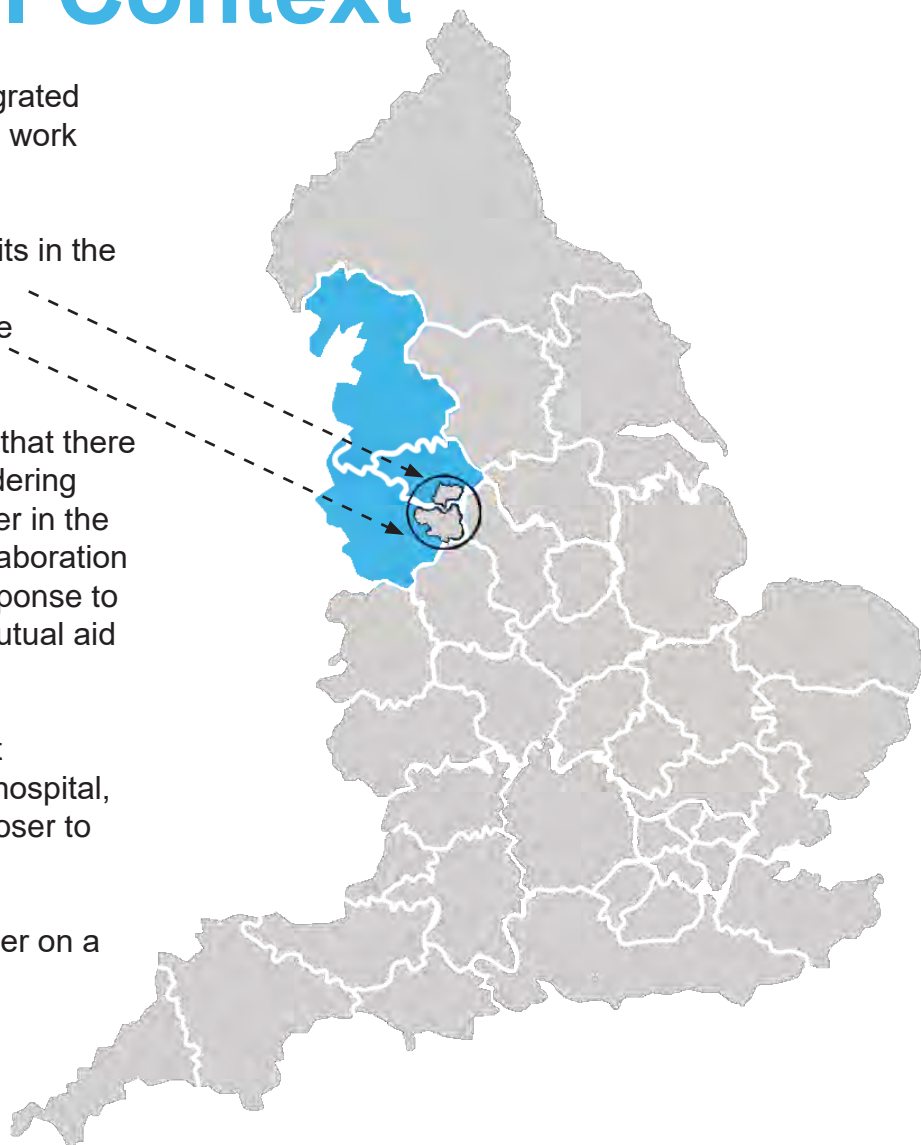 Context
grated
work
its in the
e
that there
dering
er in the
aboration
ponse to
utual aid
t
hospital,
oser to
er on a